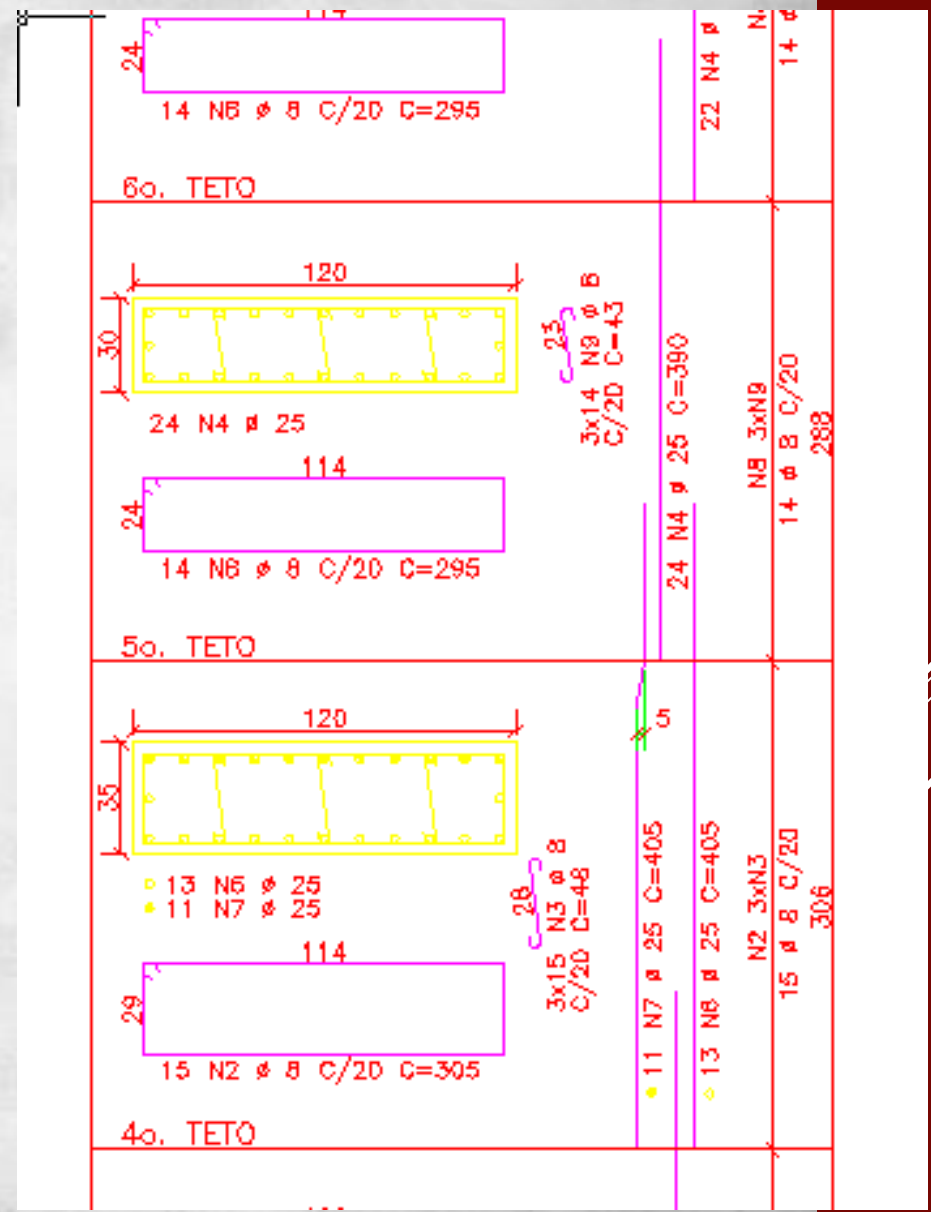 24
14 N6 ø 8 C/20 C=295
22 N4 ø
14 ø
6o. TETO
120
30
24 N4 ø 25
23
3x14 N9 ø 8
C/20 C=43
114
24
14 N6 ø 8 C/20 C=295
24 N4 ø 25 C=390
N8 3xN9
14 ø 8 C/20
288
5o. TETO
120
5
35
13 N6 ø 25
11 N7 ø 25
28
3x15 N3 ø 8
C/20 C=48
114
29
15 N2 ø 8 C/20 C=305
11 N7 ø 25 C=405
13 N6 ø 25 C=405
N2 3xN3
15 ø 8 C/20
306
4o. TETO